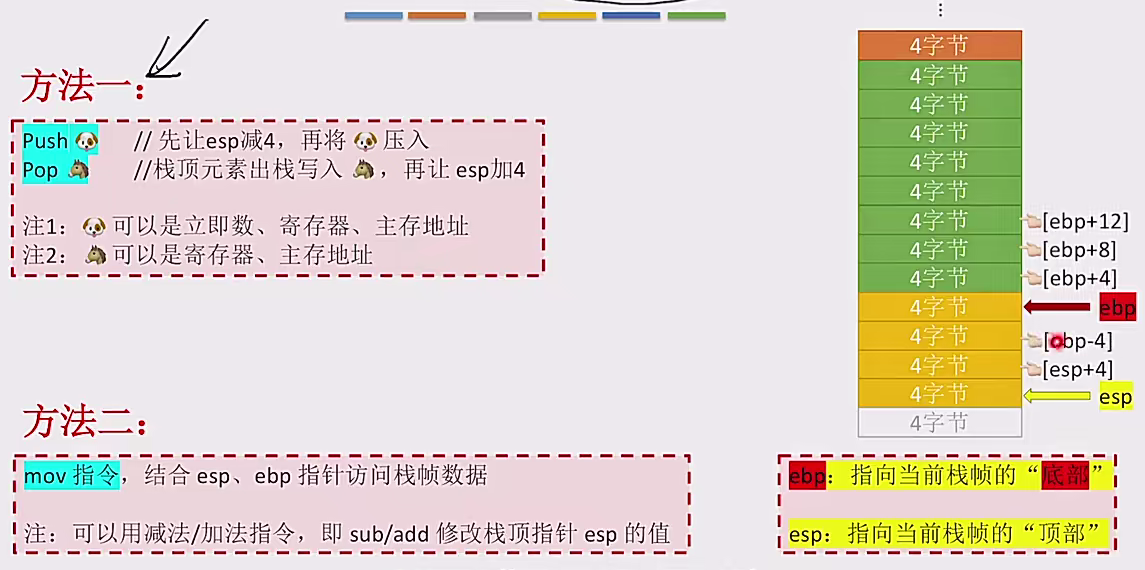 ⋮
方法一：
Push 🐶 // 先让esp减4，再将 🐶 压入
Pop 🐴 //栈顶元素出栈写入 🐴，再让 esp加4
注1：🐶 可以是立即数、寄存器、主存地址
注2：🐴 可以是寄存器、主存地址
方法二：
mov 指令，结合 esp、ebp 指针访问栈帧数据
注：可以用减法/加法指令，即 sub/add 修改栈顶指针 esp 的值
4字节
4字节
4字节
4字节
4字节
4字节
4字节 [ebp+12]
4字节 [ebp+8]
4字节 [ebp+4]
4字节 ebp
4字节 [ebp-4]
4字节 [esp+4]
4字节 esp
4字节
ebp：指向当前栈帧的“底部”
esp：指向当前栈帧的“顶部”